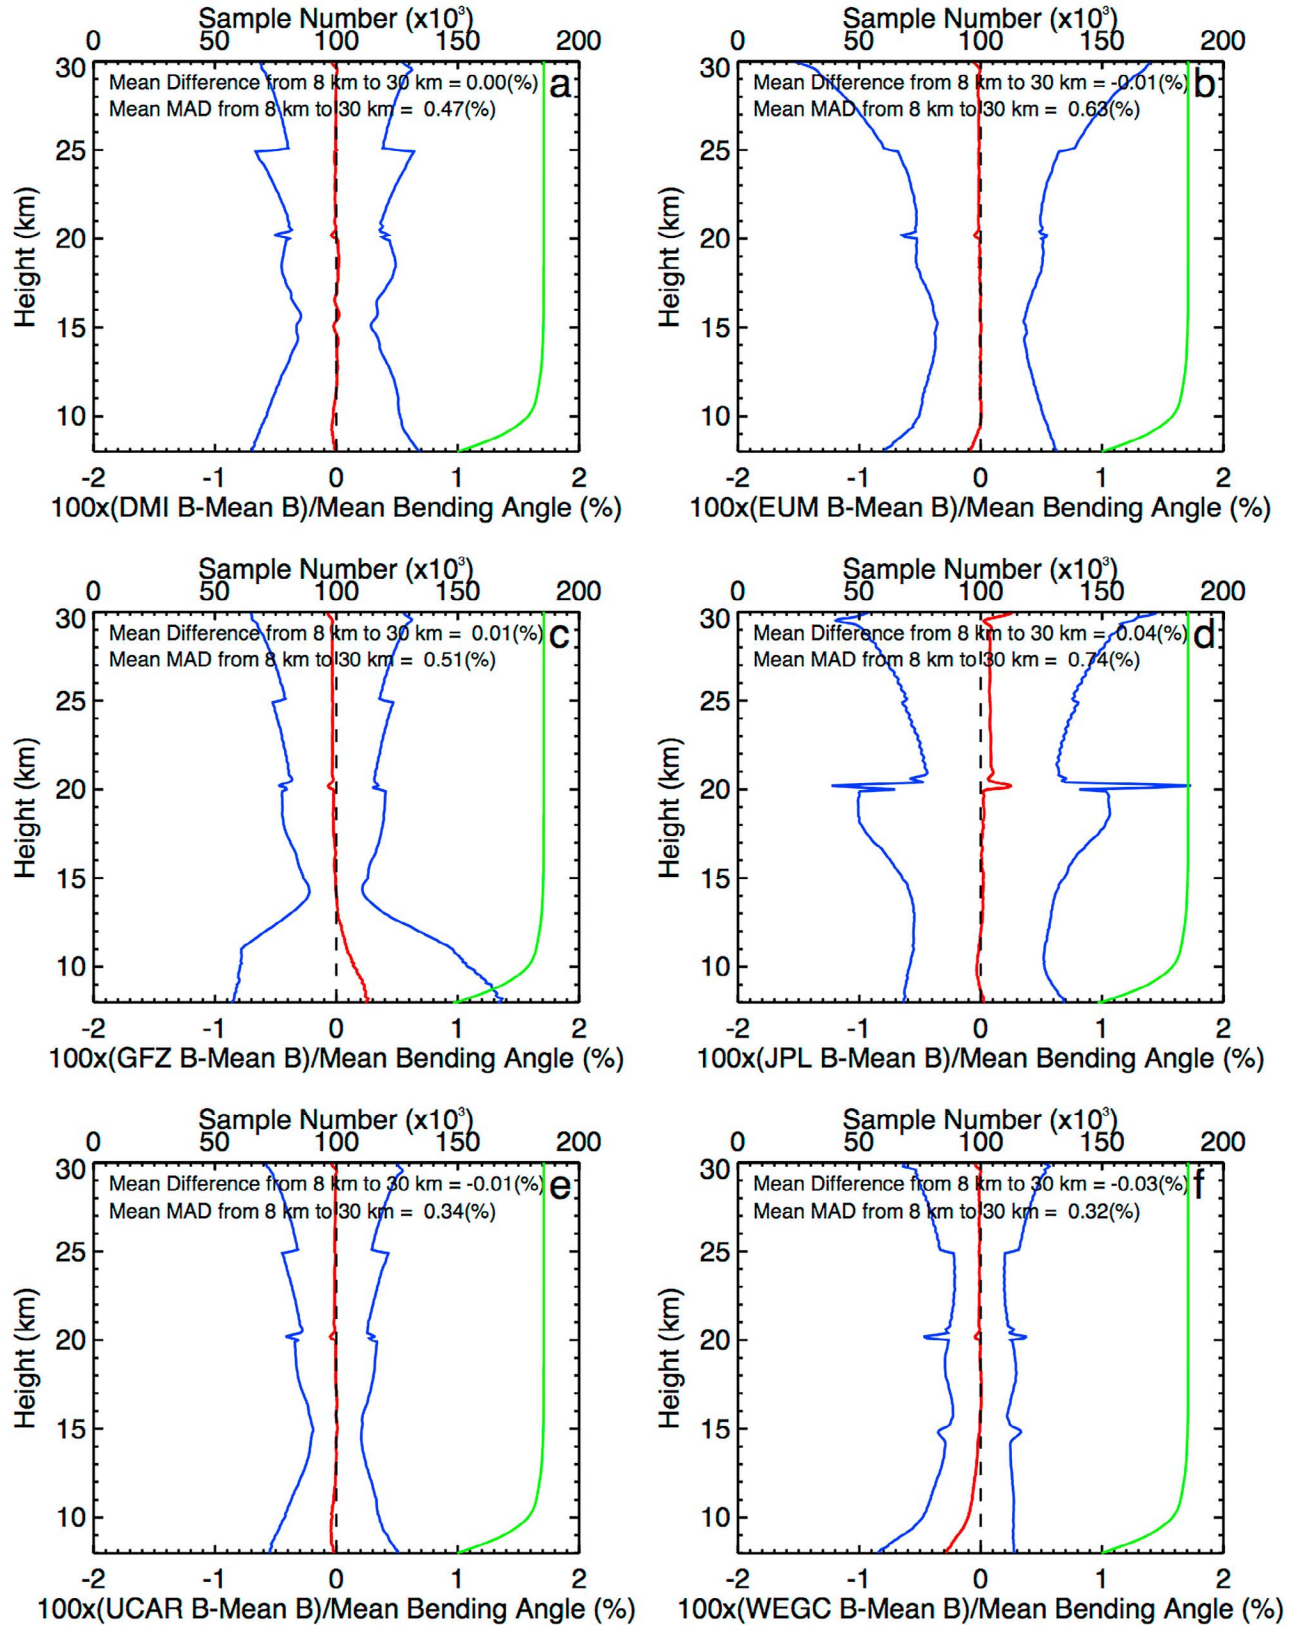 Sample Number (x10³)
0 50 100 150 200
30
25
20
15
10
Height (km)
Mean Difference from 8 km to 30 km = 0.00(%)
Mean MAD from 8 km to 30 km = 0.47(%)
a
-2 -1 0 1 2
100x(DMI B-Mean B)/Mean Bending Angle (%)
Sample Number (x10³)
0 50 100 150 200
30
25
20
15
10
Height (km)
Mean Difference from 8 km to 30 km = -0.01(%)
Mean MAD from 8 km to 30 km = 0.63(%)
b
-2 -1 0 1 2
100x(EUM B-Mean B)/Mean Bending Angle (%)
Sample Number (x10³)
0 50 100 150 200
30
25
20
15
10
Height (km)
Mean Difference from 8 km to 30 km = 0.01(%)
Mean MAD from 8 km to 30 km = 0.51(%)
c
-2 -1 0 1 2
100x(GFZ B-Mean B)/Mean Bending Angle (%)
Sample Number (x10³)
0 50 100 150 200
30
25
20
15
10
Height (km)
Mean Difference from 8 km to 30 km = 0.04(%)
Mean MAD from 8 km to 30 km = 0.74(%)
d
-2 -1 0 1 2
100x(JPL B-Mean B)/Mean Bending Angle (%)
Sample Number (x10³)
0 50 100 150 200
30
25
20
15
10
Height (km)
Mean Difference from 8 km to 30 km = -0.01(%)
Mean MAD from 8 km to 30 km = 0.34(%)
e
-2 -1 0 1 2
100x(UCAR B-Mean B)/Mean Bending Angle (%)
Sample Number (x10³)
0 50 100 150 200
30
25
20
15
10
Height (km)
Mean Difference from 8 km to 30 km = -0.03(%)
Mean MAD from 8 km to 30 km = 0.32(%)
f
-2 -1 0 1 2
100x(WEGC B-Mean B)/Mean Bending Angle (%)